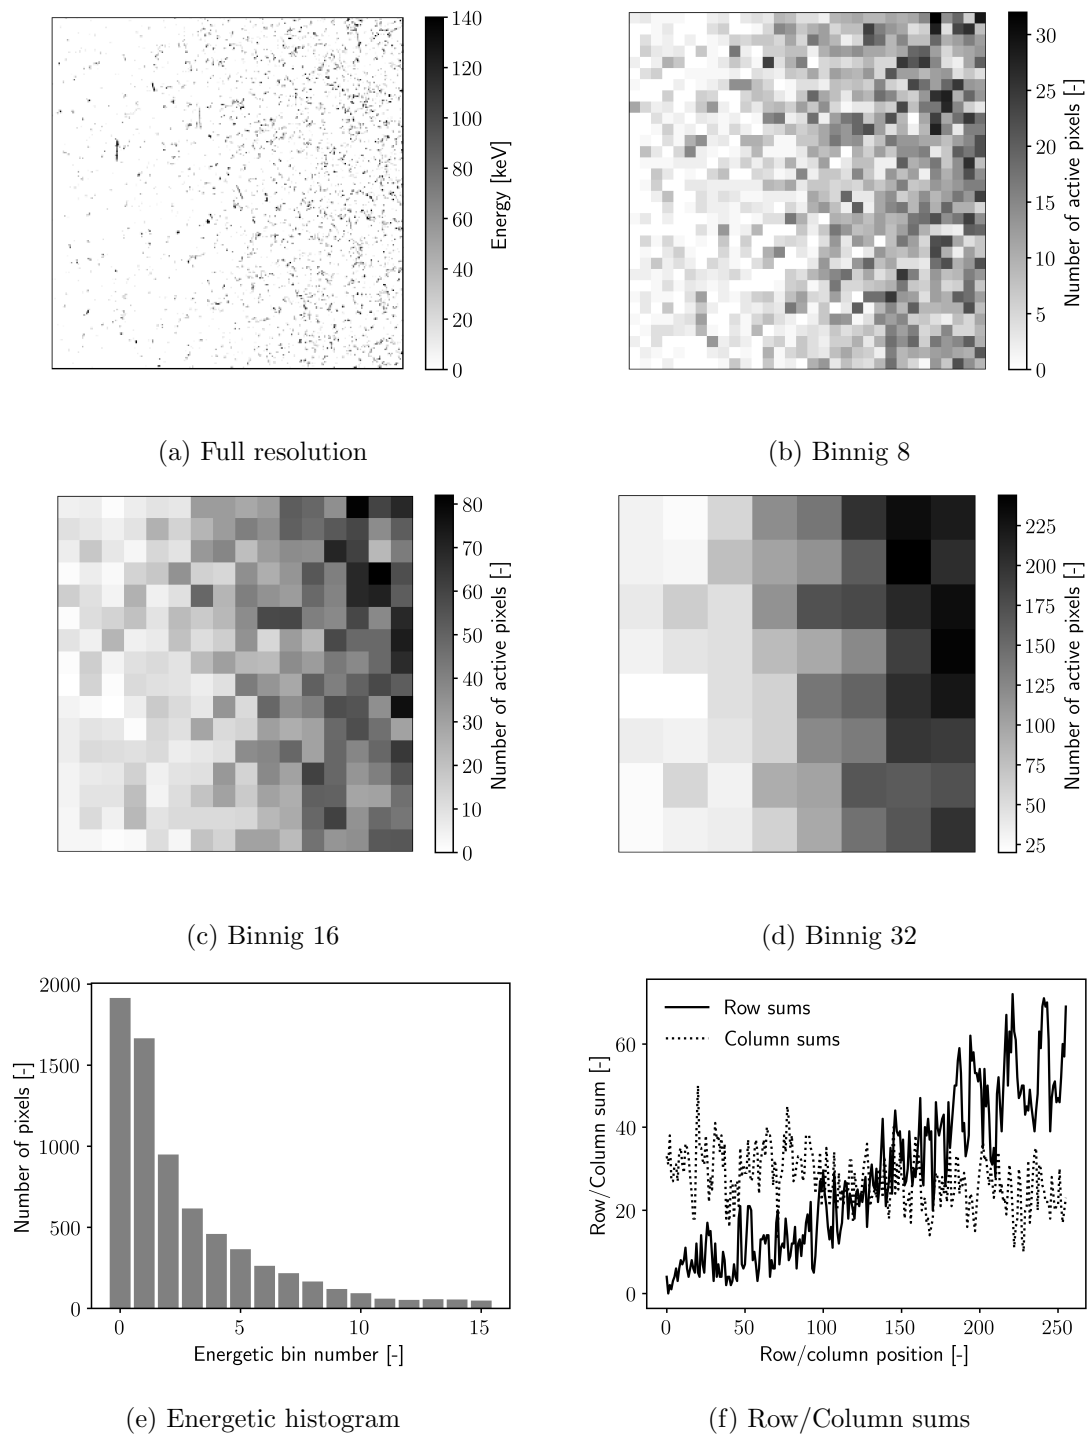 140
120
100
80
60
40
20
0
Energy [keV]
30
25
20
15
10
5
0
Number of active pixels [-]
(a) Full resolution
(b) Binnig 8
80
70
60
50
40
30
20
10
0
Number of active pixels [-]
225
200
175
150
125
100
75
50
25
Number of active pixels [-]
(c) Binnig 16
(d) Binnig 32
2000
1500
1000
500
0
Number of pixels [-]
0 5 10 15
Energetic bin number [-]
Row sums
Column sums
60
40
20
0
Row/Column sum [-]
0 50 100 150 200 250
Row/column position [-]
(e) Energetic histogram
(f) Row/Column sums